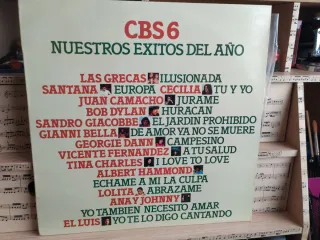 CBS 6
NUESTROS EXITOS DEL AÑO
LAS GRECAS ILUSIONADA
SANTANA EUROPA CECILIA TU Y YO
JUAN CAMACHO JURAME
BOB DYLAN HURACAN
SANDRO GIACOBBE EL JARDIN PROHIBIDO
GIANNI BELLA DE AMOR YA NO SE MUERE
GEORGIE DANN CAMPESINO
VICENTE FERNANDEZ A TU SALUD
TINA CHARLES I LOVE TO LOVE
ALBERT HAMMOND
ECHAME A MI LA CULPA
LOLITA ABRAZAME
ANA Y JOHNNY
YO TAMBIEN NECESITO AMAR
EL LUIS YO TE LO DIGO CANTANDO